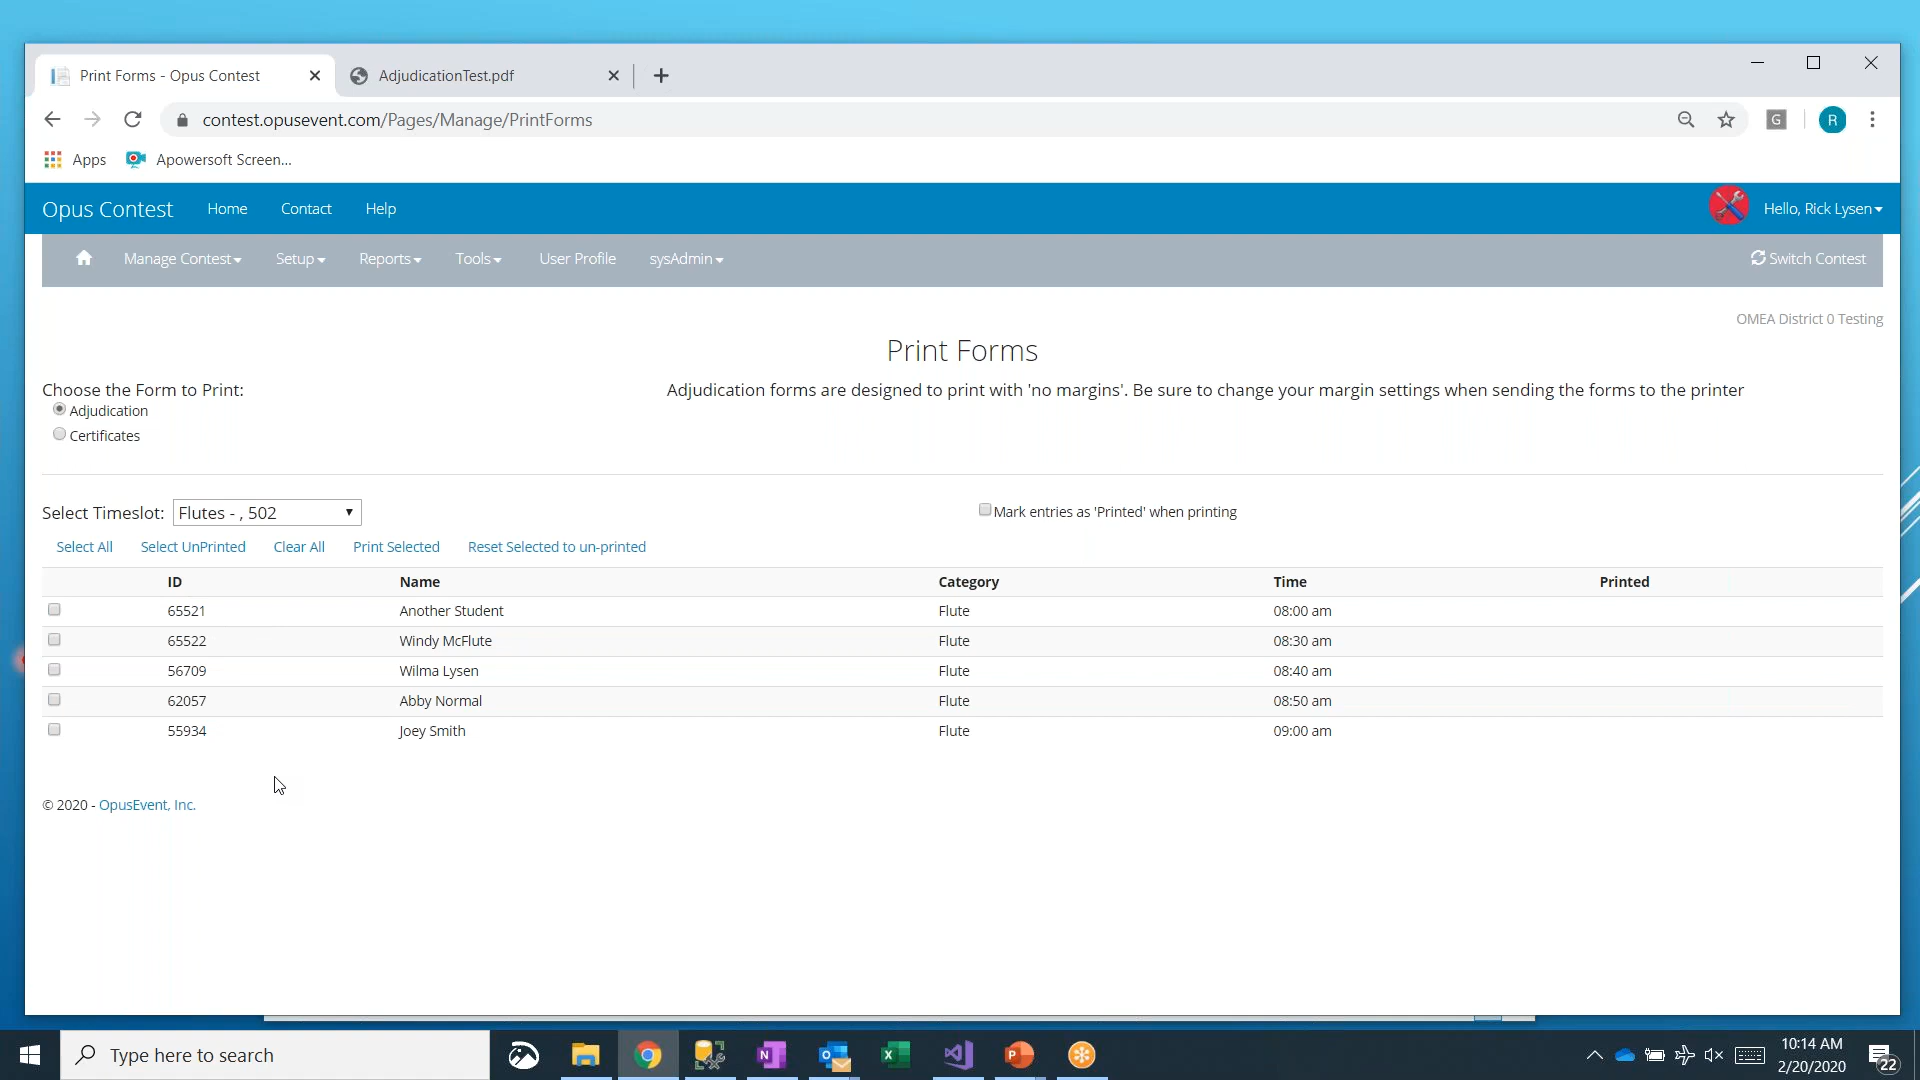 Print Forms - Opus Contest
AdjudicationTest.pdf
contest.opusevent.com/Pages/Manage/PrintForms
G
R
Apps
Apowersoft Screen...
Opus Contest
Home
Contact
Help
Hello, Rick Lysen
Manage Contest
Setup
Reports
Tools
User Profile
sysAdmin
Switch Contest
OMEA District 0 Testing
Print Forms
Choose the Form to Print:
Adjudication forms are designed to print with 'no margins'. Be sure to change your margin settings when sending the forms to the printer
Adjudication
Certificates
Select Timeslot: Flutes - , 502
Mark entries as 'Printed' when printing
Select All Select UnPrinted Clear All Print Selected Reset Selected to un-printed
ID Name Category Time Printed
65521 Another Student Flute 08:00 am
65522 Windy McFlute Flute 08:30 am
56709 Wilma Lysen Flute 08:40 am
62057 Abby Normal Flute 08:50 am
55934 Joey Smith Flute 09:00 am
© 2020 - OpusEvent, Inc.
Type here to search
N
O
X
P
10:14 AM
2/20/2020
22